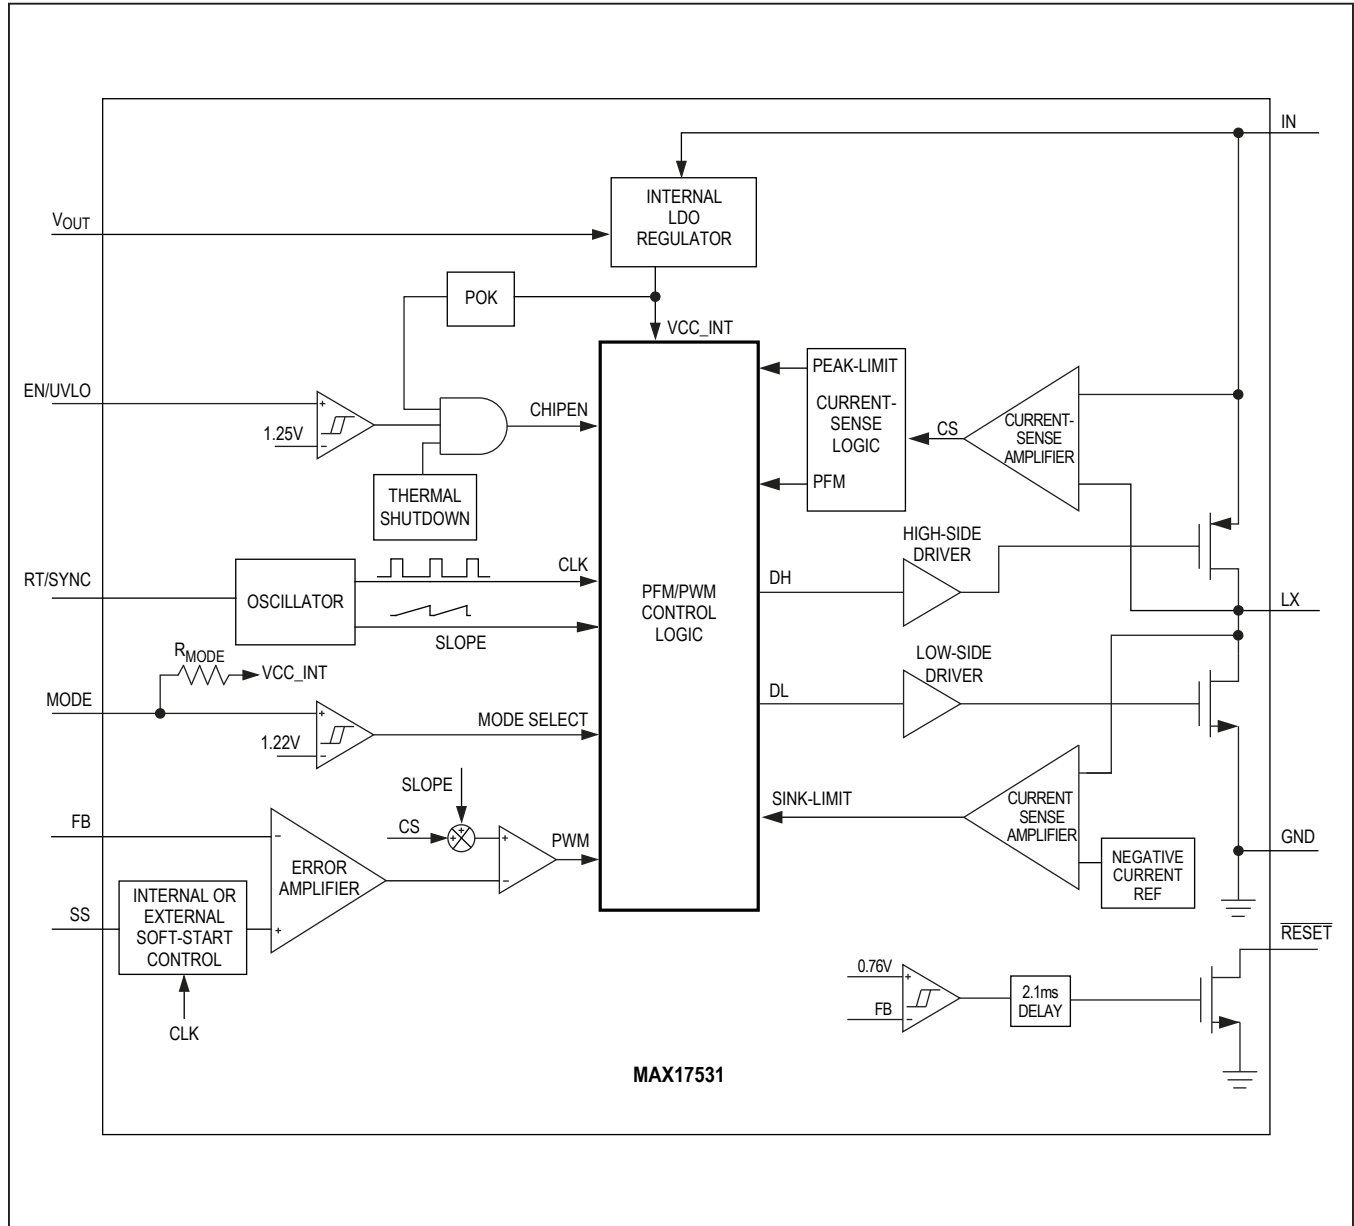 IN
INTERNAL
LDO
REGULATOR
VOUT
POK
VCC_INT
EN/UVLO
+
1.25V
−
CHIPEN
THERMAL
SHUTDOWN
PEAK-LIMIT
CURRENT-
SENSE
LOGIC
PFM
CS
CURRENT-
SENSE
AMPLIFIER
HIGH-SIDE
DRIVER
DH
RT/SYNC
OSCILLATOR
CLK
SLOPE
PFM/PWM
CONTROL
LOGIC
LX
LOW-SIDE
DRIVER
DL
RMODE
VCC_INT
MODE
+
1.22V
−
MODE SELECT
SLOPE
CS
+
+
+
−
PWM
FB
−
ERROR
AMPLIFIER
SS
INTERNAL OR
EXTERNAL
SOFT-START
CONTROL
+
CLK
SINK-LIMIT
CURRENT
SENSE
AMPLIFIER
NEGATIVE
CURRENT
REF
GND
RESET
0.76V
+
FB
−
2.1ms
DELAY
MAX17531